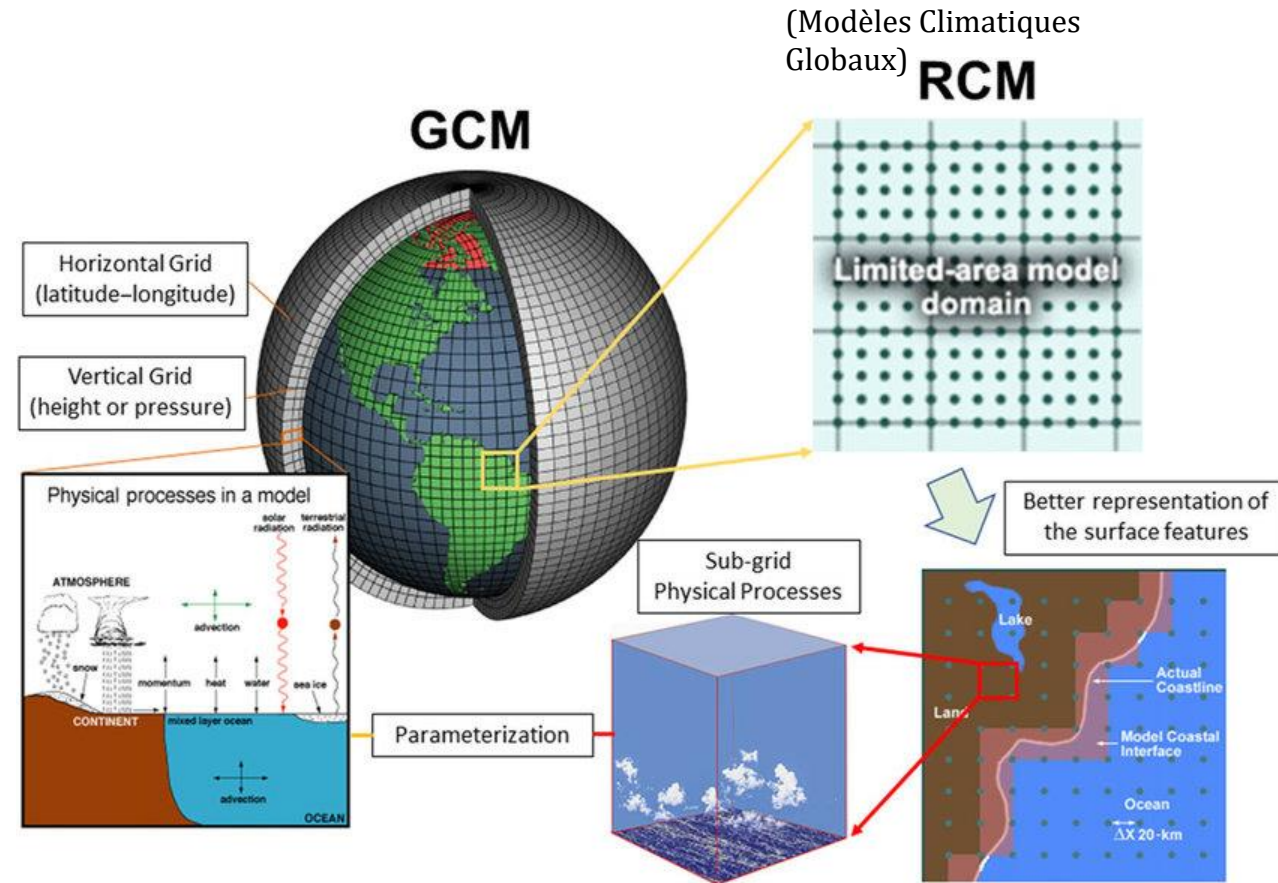 (Modèles Climatiques
Globaux)
RCM
GCM
Limited-area model
domain
Horizontal Grid
(latitude–longitude)
Vertical Grid
(height or pressure)
Physical processes in a model
solar
radiation
terrestrial
radiation
ATMOSPHERE
advection
snow
momentum
heat
water
sea ice
CONTINENT
mixed layer ocean
advection
OCEAN
Parameterization
Sub-grid
Physical Processes
Better representation of
the surface features
Lake
Actual
Coastline
Land
Model Coastal
Interface
Ocean
ΔX 20-km